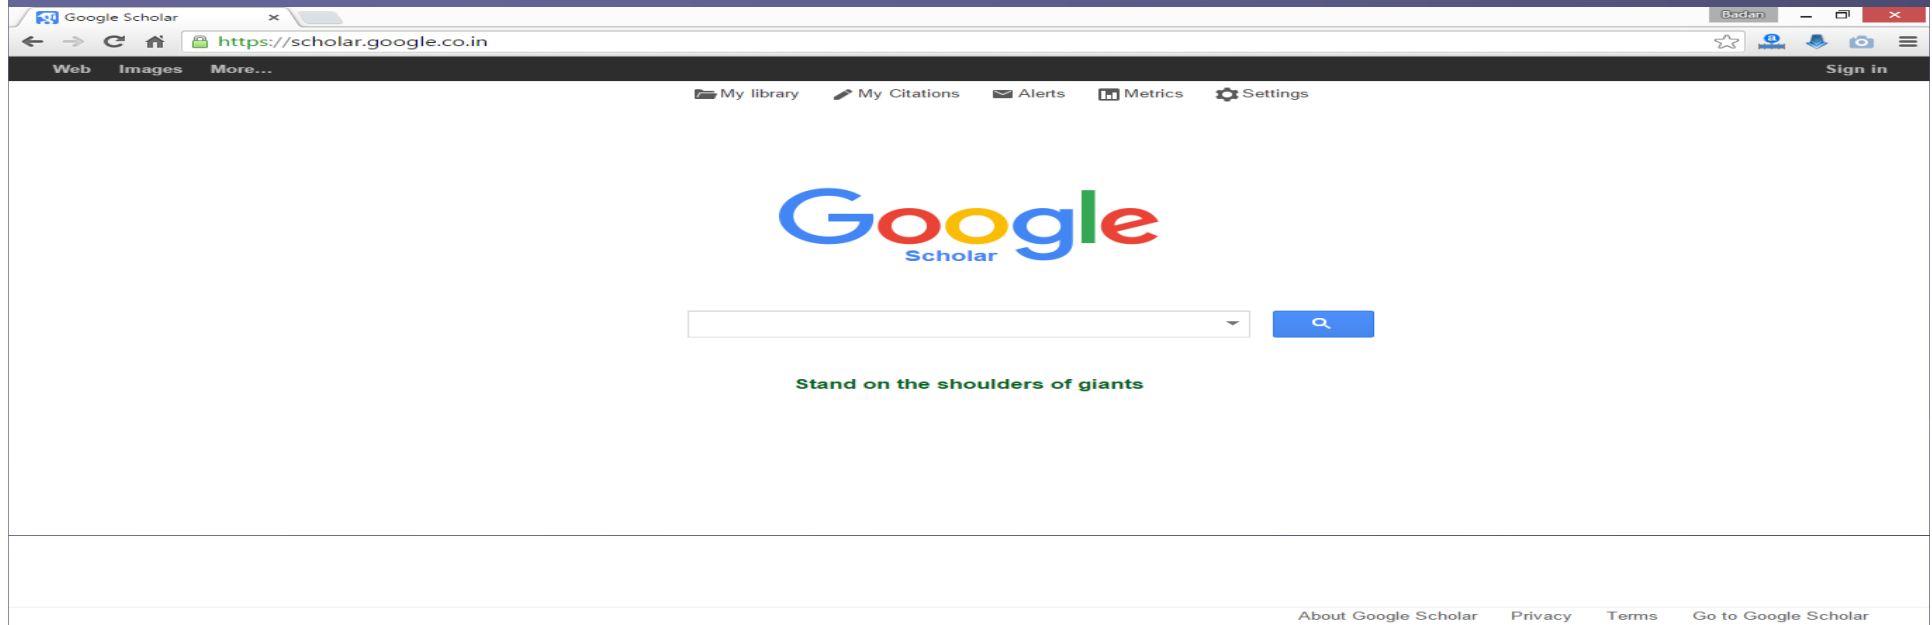 Google Scholar
Badan
https://scholar.google.co.in
Web Images More... Sign in
My library My Citations Alerts Metrics Settings
Google
Scholar
Stand on the shoulders of giants
About Google Scholar Privacy Terms Go to Google Scholar